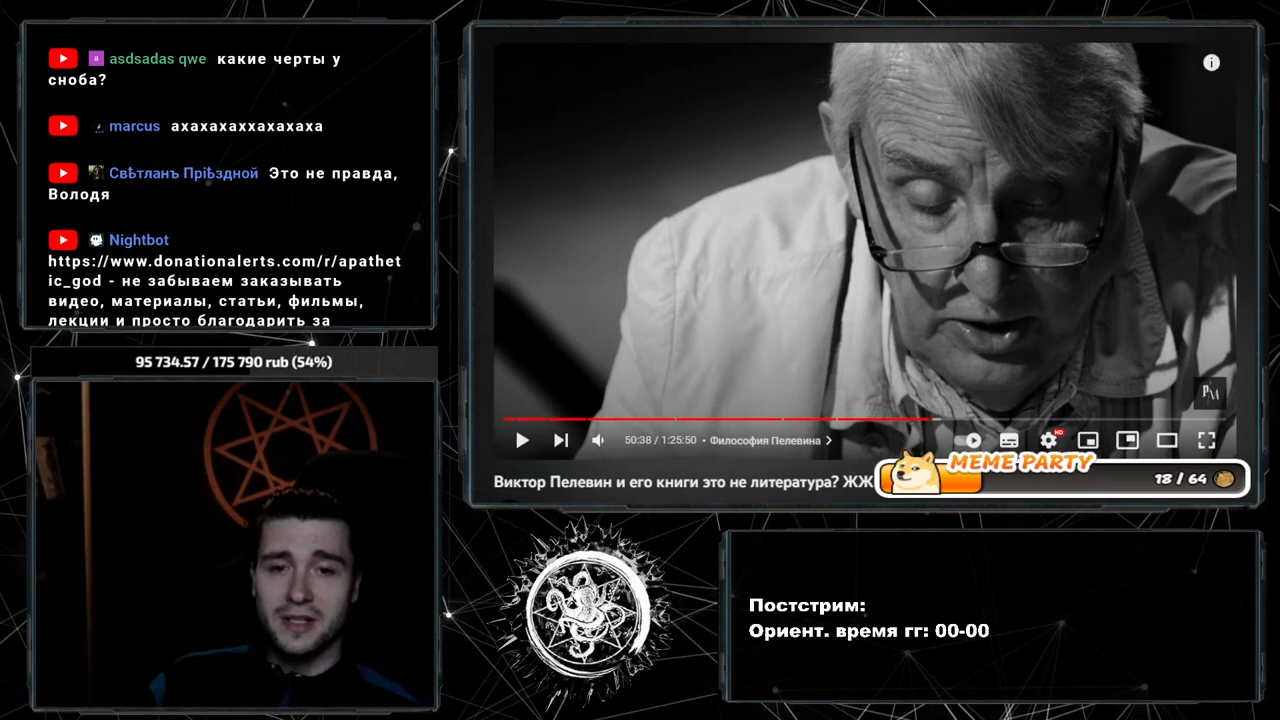 a asdsadas qwe какие черты у
сноба?
marcus ахахахаххахахаха
Свѣтланъ Прiѣздной Это не правда,
Володя
Nightbot
https://www.donationalerts.com/r/apathet
ic_god - не забываем заказывать
видео, материалы, статьи, фильмы,
лекции и просто благодарить за
95 734.57 / 175 790 rub (54%)
50:38 / 1:25:50 • Философия Пелевина
HD
Виктор Пелевин и его книги это не литература? ЖЖ
MEME PARTY
18 / 64
Постстрим:
Ориент. время гг: 00-00